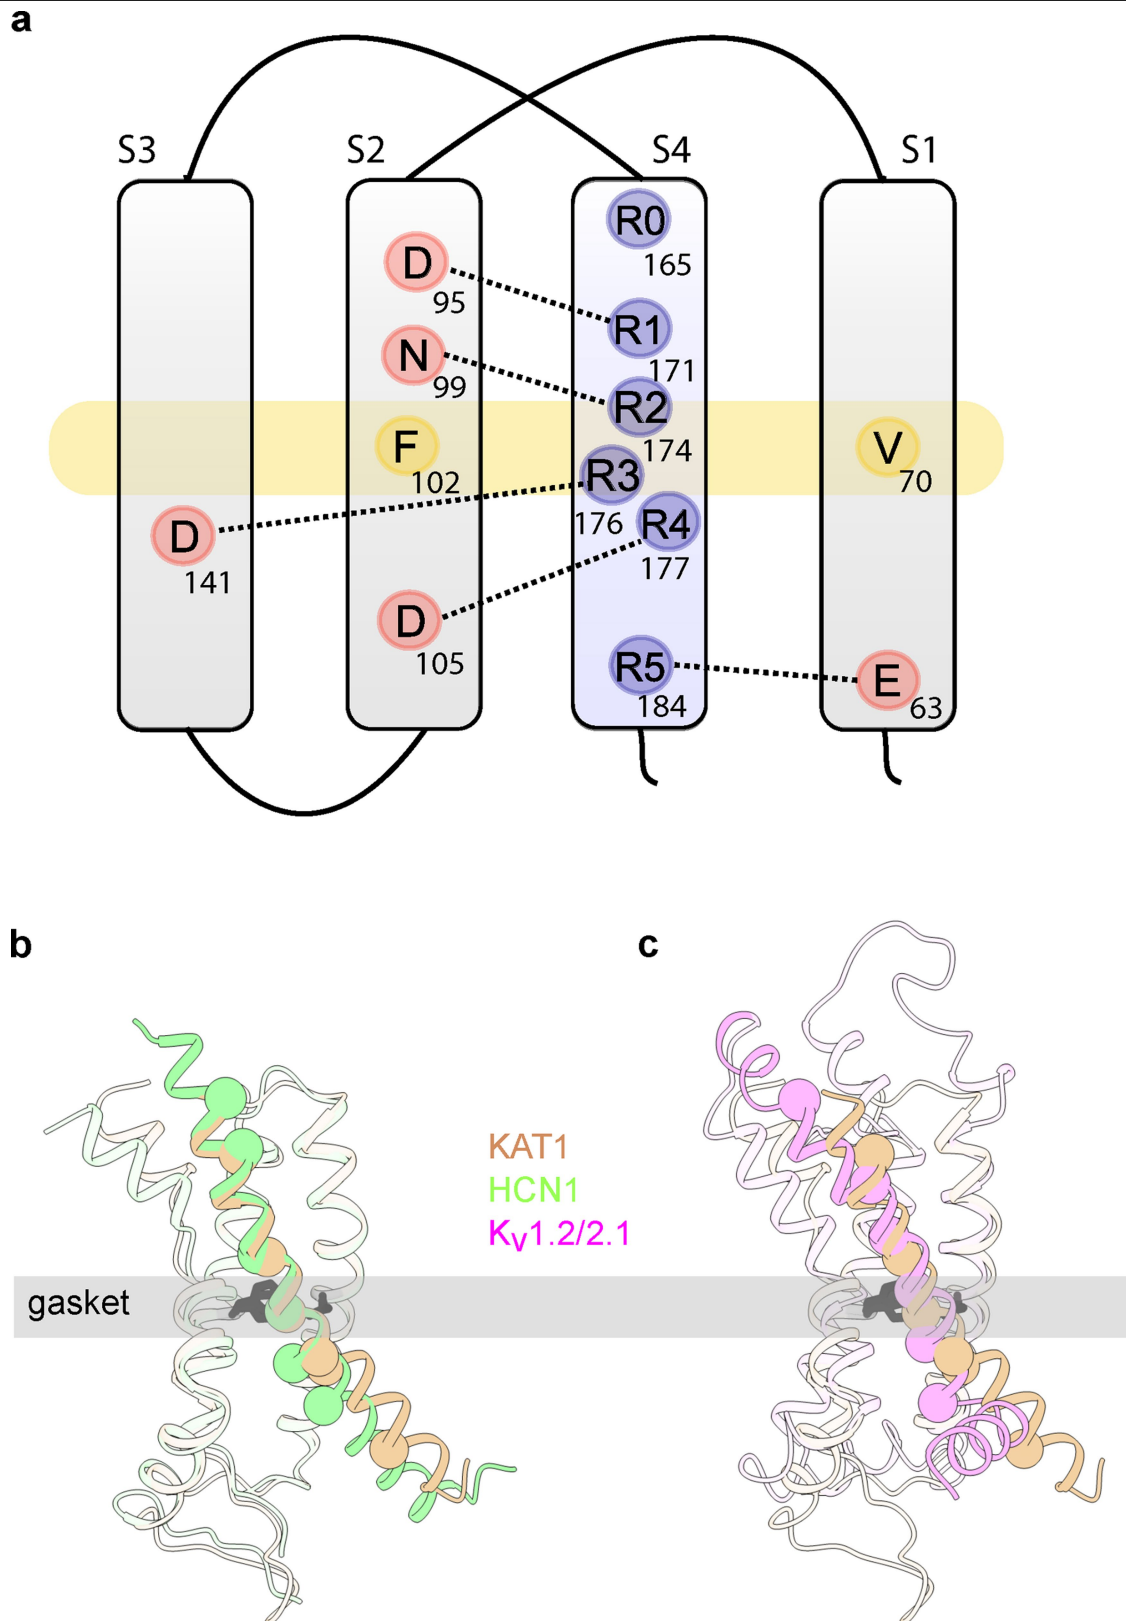 a
S3 S2 S4 S1
R0
165
D
95
R1
171
N
99
R2
174
F
102
V
70
R3
176
D
141
R4
177
D
105
R5
184
E
63
b
c
KAT1
HCN1
Kv1.2/2.1
gasket